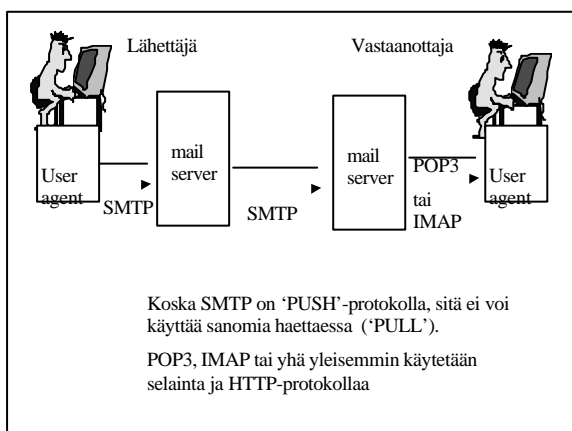 Lähettäjä
Vastaanottaja
User
agent
SMTP
mail
server
SMTP
mail
server
POP3
tai
IMAP
User
agent
Koska SMTP on ‘PUSH’-protokolla, sitä ei voi
käyttää sanomia haettaessa (‘PULL’).
POP3, IMAP tai yhä yleisemmin käytetään
selainta ja HTTP-protokollaa